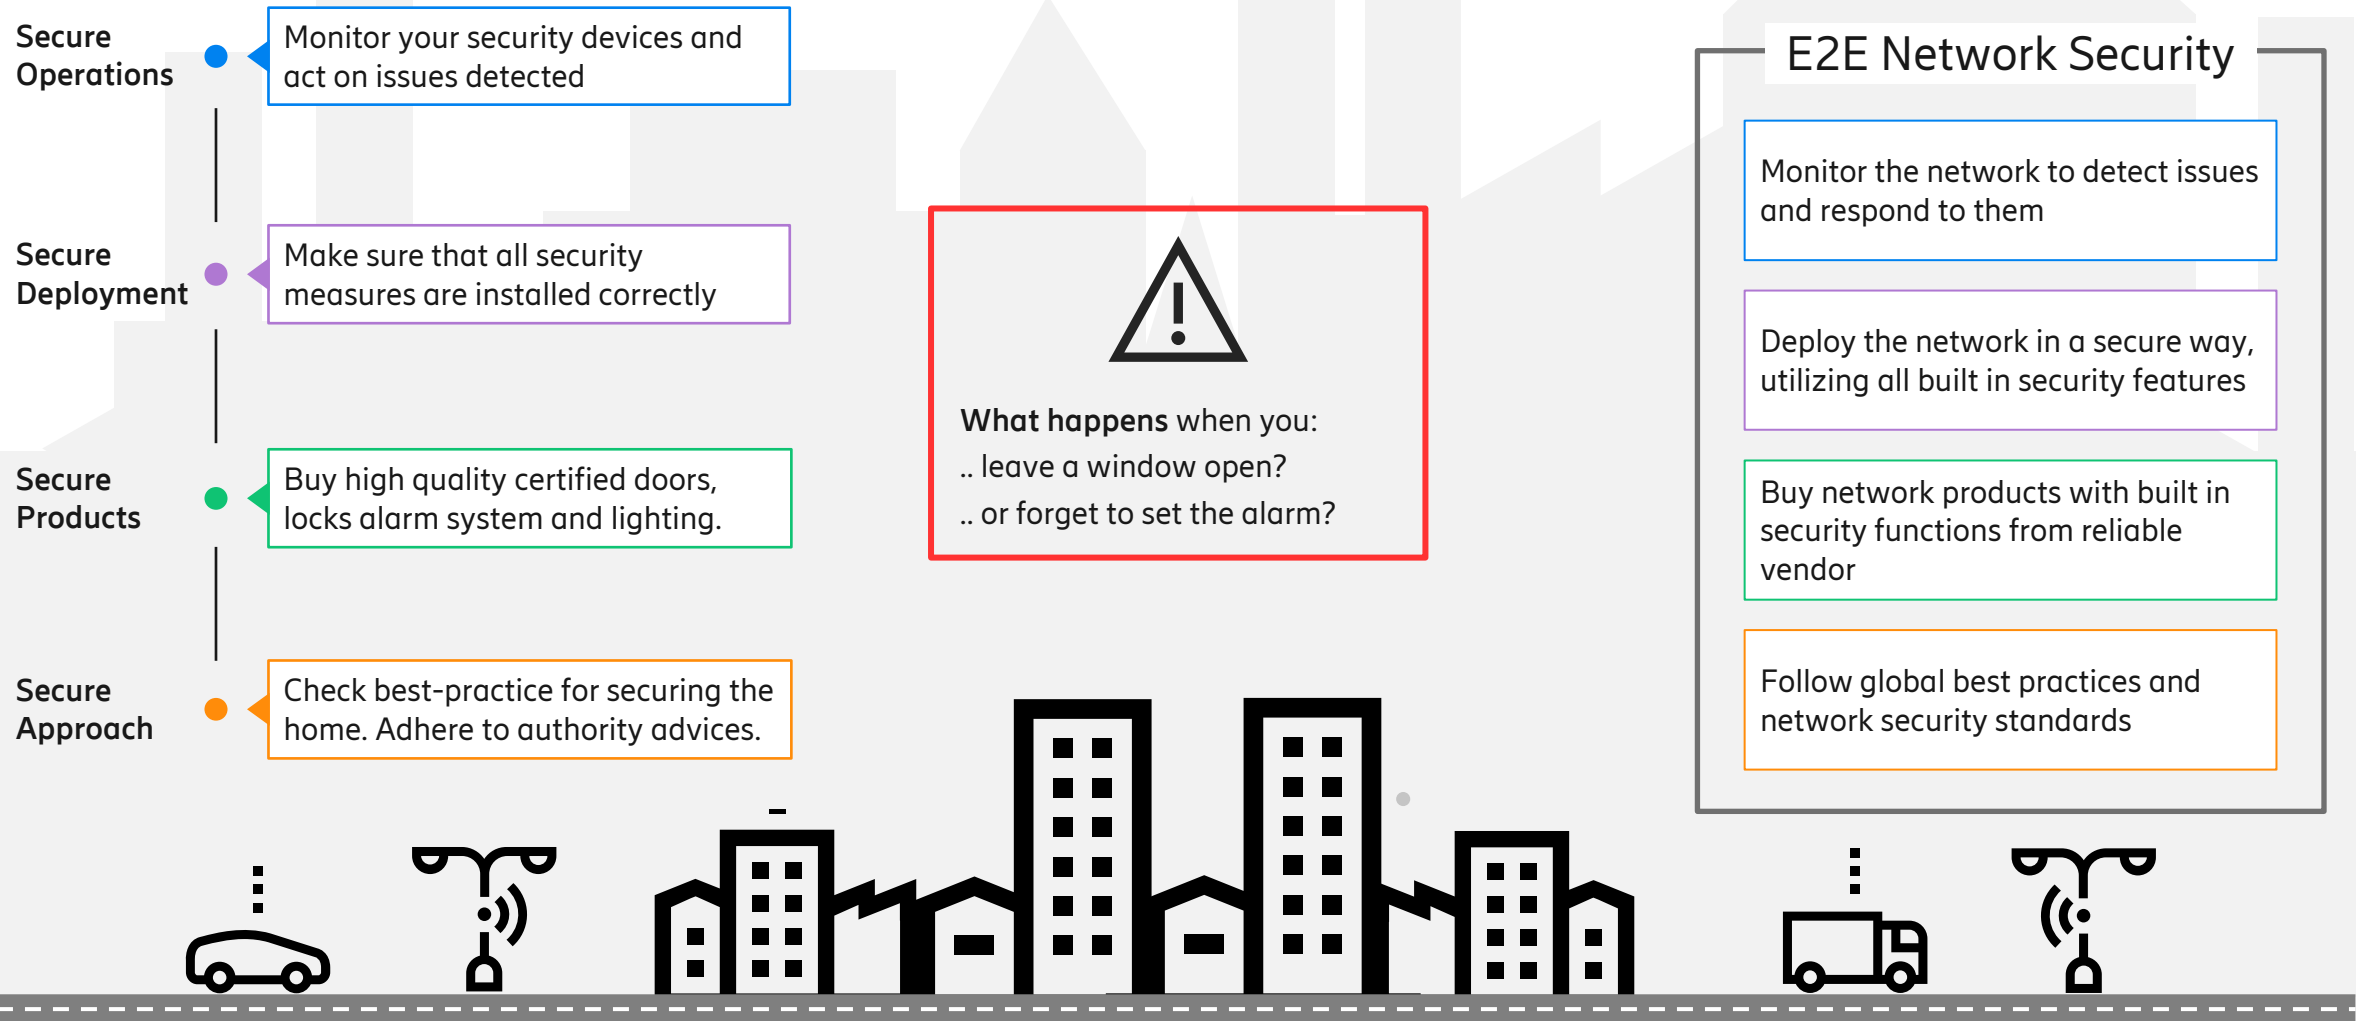 Secure
Operations
Monitor your security devices and
act on issues detected
Secure
Deployment
Make sure that all security
measures are installed correctly
Secure
Products
Buy high quality certified doors,
locks alarm system and lighting.
Secure
Approach
Check best-practice for securing the
home. Adhere to authority advices.
What happens when you:
.. leave a window open?
.. or forget to set the alarm?
E2E Network Security
Monitor the network to detect issues
and respond to them
Deploy the network in a secure way,
utilizing all built in security features
Buy network products with built in
security functions from reliable
vendor
Follow global best practices and
network security standards